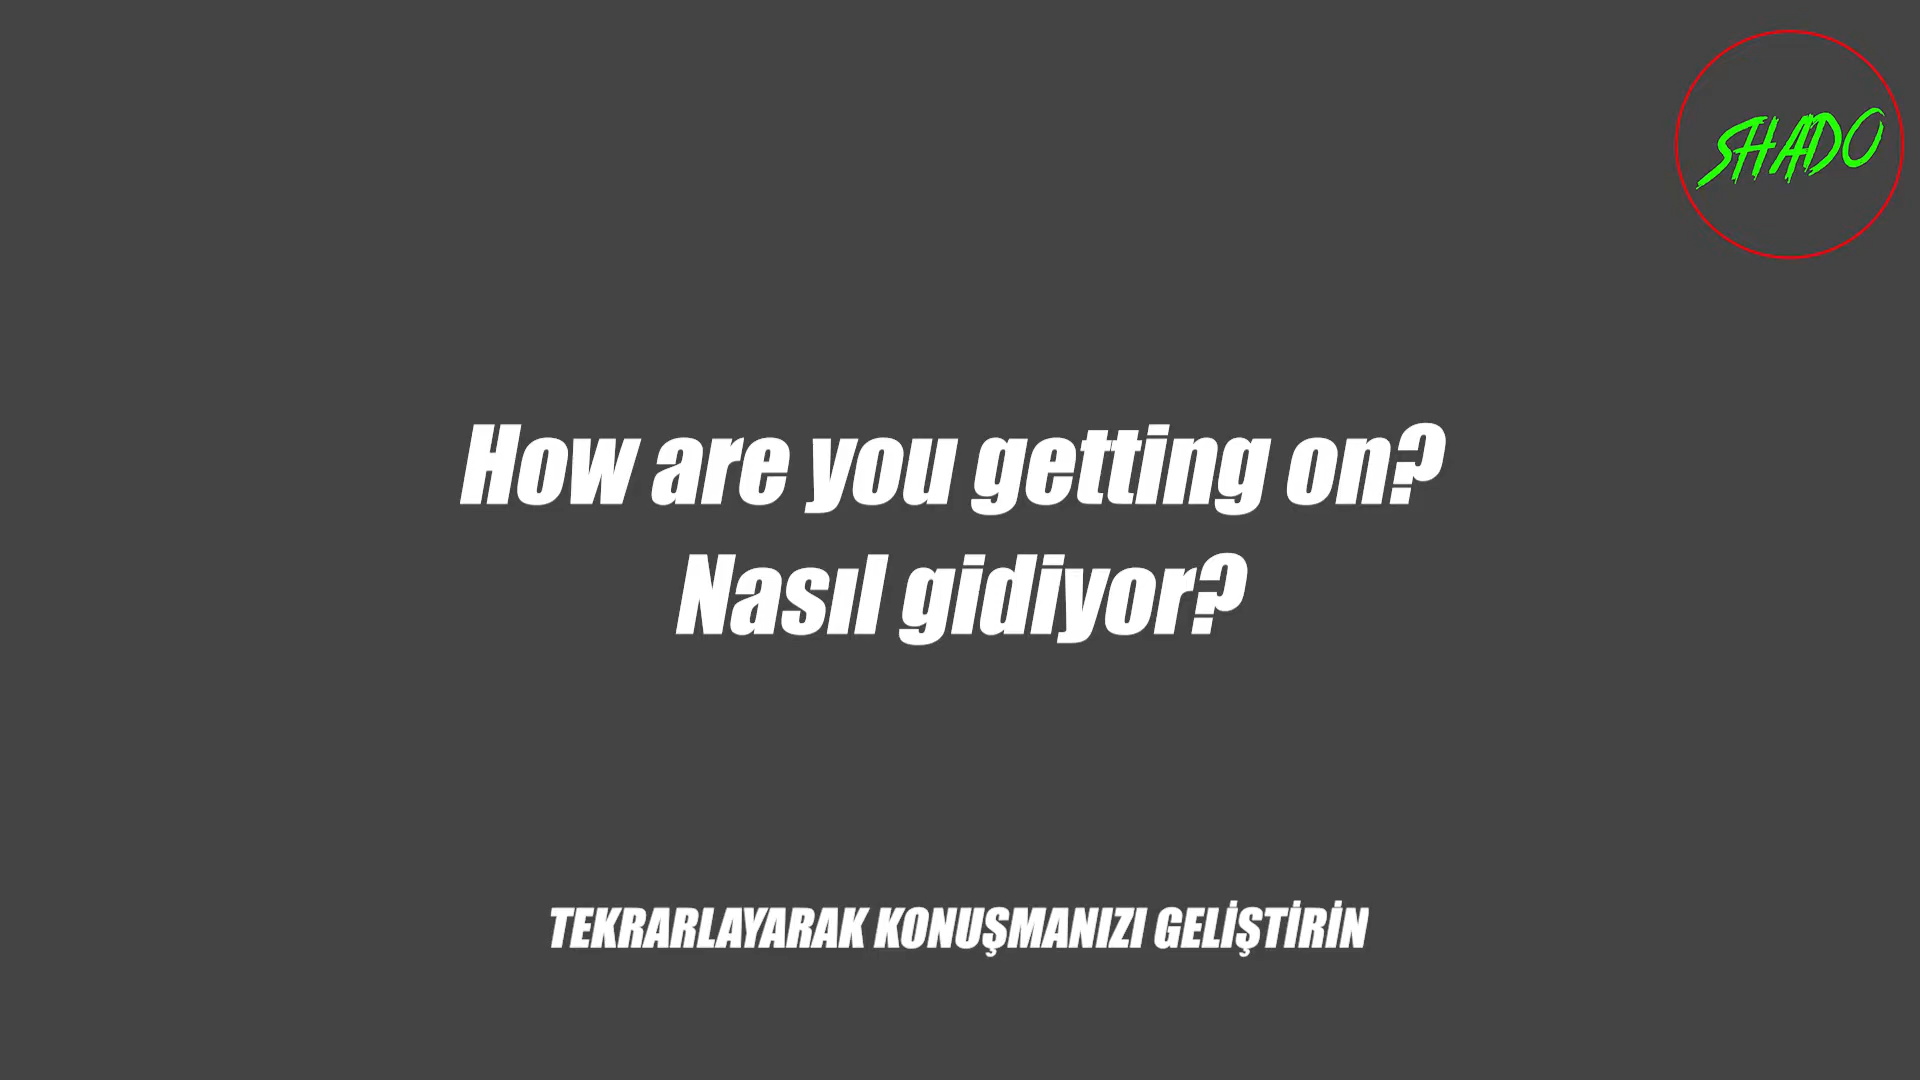 SHADO
How are you getting on?
Nasıl gidiyor?
TEKRARLAYARAK KONUŞMANIZI GELİŞTİRİN